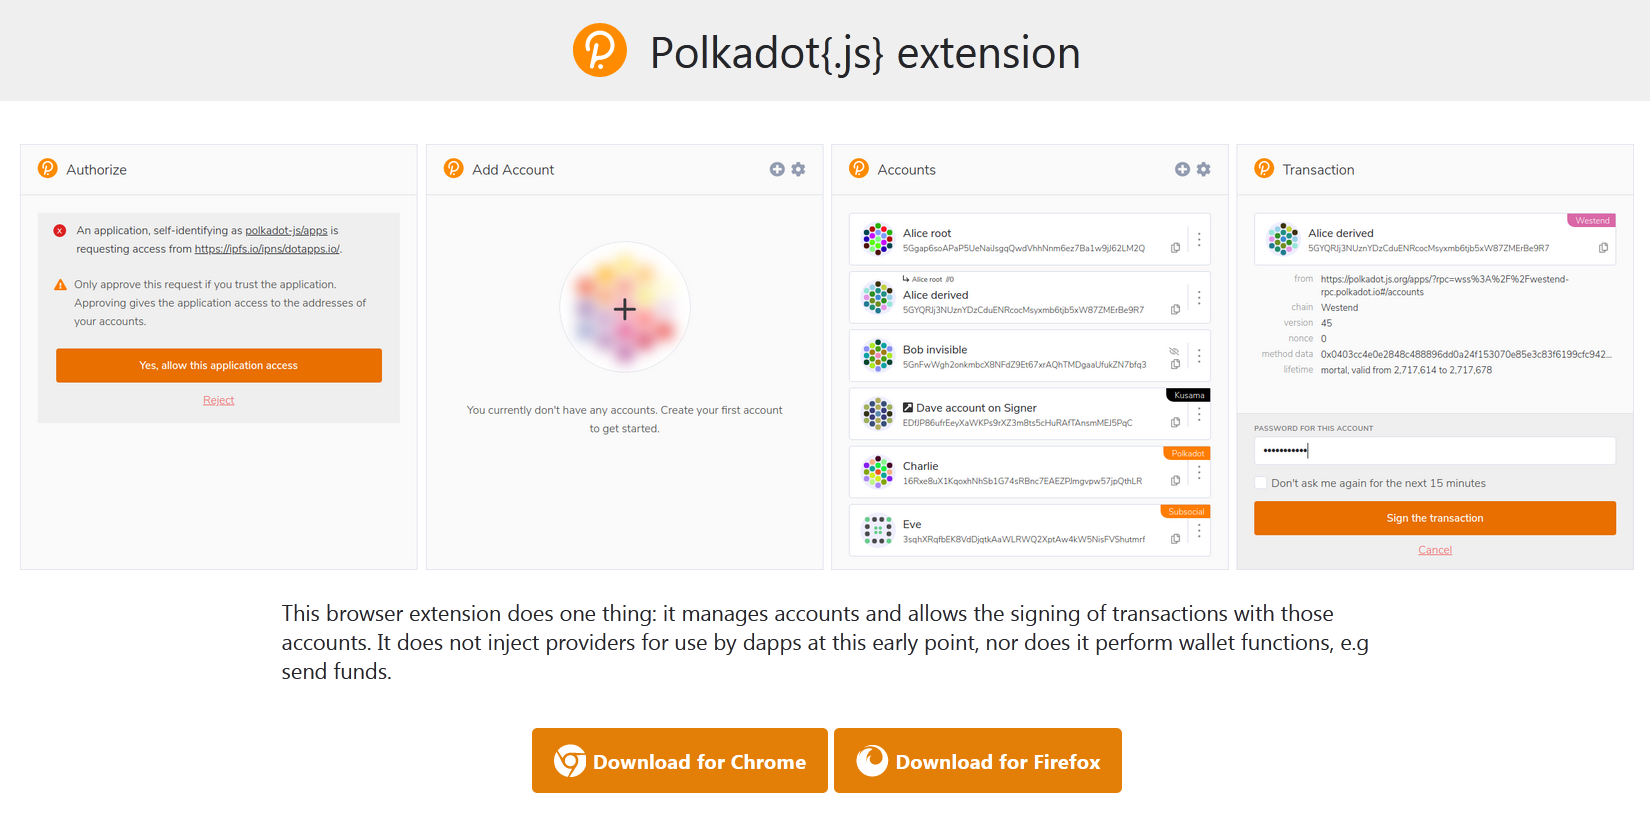 Polkadot{.js} extension
Authorize
An application, self-identifying as polkadot-js/apps is
requesting access from https://ipfs.io/ipns/dotapps.io/.
Only approve this request if you trust the application.
Approving gives the application access to the addresses of
your accounts.
Yes, allow this application access
Reject
Add Account
You currently don't have any accounts. Create your first account
to get started.
Accounts
Alice root
5Ggap6soAPaP5UeNaiLsgqQwdVhhNnm6ez7Ba1w9jJ62LM2Q
Alice root //0
Alice derived
5GYQRJj3NUznYDzCduENRcocMsyxmb6tjb5xW87ZMErBe9R7
Bob invisible
5GnFwWgh2onkmbcX8NFdZ9Et67xrAQhTMDgaaUfukZN7bfq3
Kusama
Dave account on Signer
EDfJP86ufrEeyXaWKPs9rXZ3m8ts5cHuRAfTAnsmMEJ5PqC
Polkadot
Charlie
16Rxe8uX1KqoxhNhSb1G74sRBnc7EAEZPJmgvpw57jpQthLR
Subsocial
Eve
3sqhXRqfbEK8VdDjqtkAaWLRWQ2XptAw4kW5NisFVShutmrf
Transaction
Westend
Alice derived
5GYQRJj3NUznYDzCduENRcocMsyxmb6tjb5xW87ZMErBe9R7
from https://polkadot.js.org/apps/?rpc=wss%3A%2F%2Fwestend-
rpc.polkadot.io#/accounts
chain Westend
version 45
nonce 0
method data 0x0403cc4e0e2848c488896dd0a24f153070e85e3c83f6199cfc942...
lifetime mortal, valid from 2,717,614 to 2,717,678
PASSWORD FOR THIS ACCOUNT
•••••••••••
Don't ask me again for the next 15 minutes
Sign the transaction
Cancel
This browser extension does one thing: it manages accounts and allows the signing of transactions with those
accounts. It does not inject providers for use by dapps at this early point, nor does it perform wallet functions, e.g
send funds.
Download for Chrome
Download for Firefox